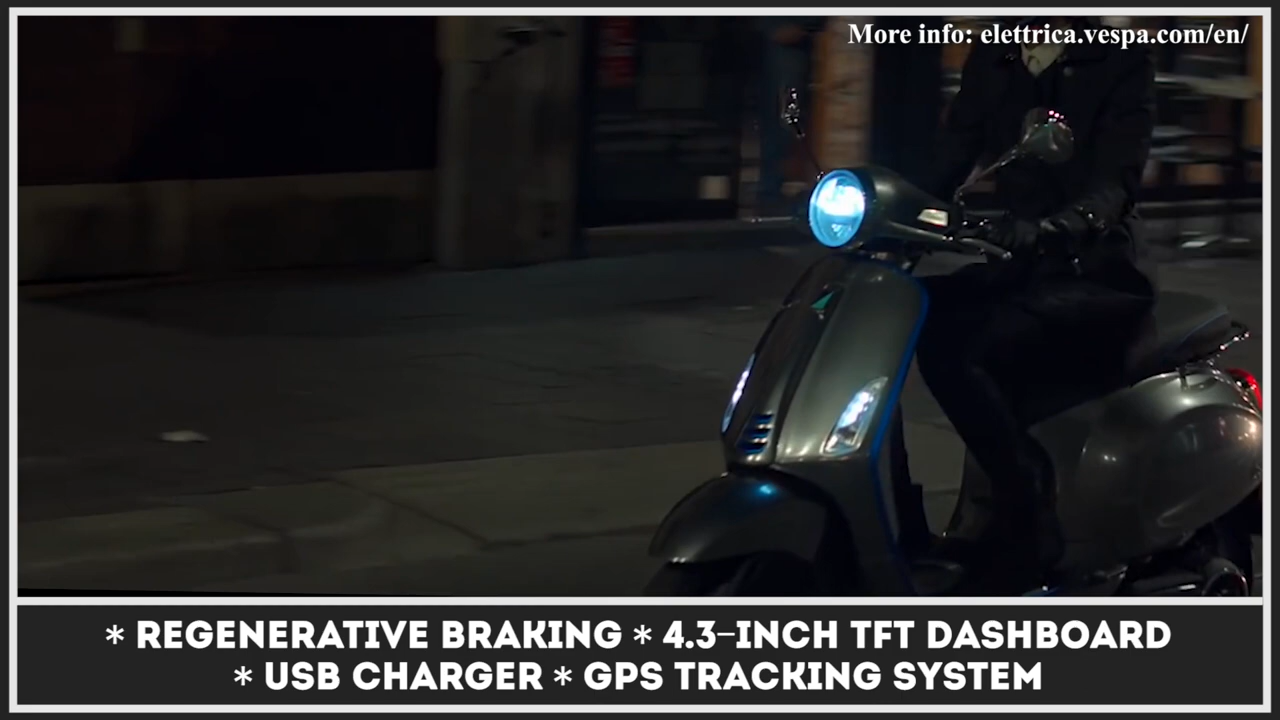 More info: elettrica.vespa.com/en/
* REGENERATIVE BRAKING * 4.3-INCH TFT DASHBOARD
* USB CHARGER * GPS TRACKING SYSTEM